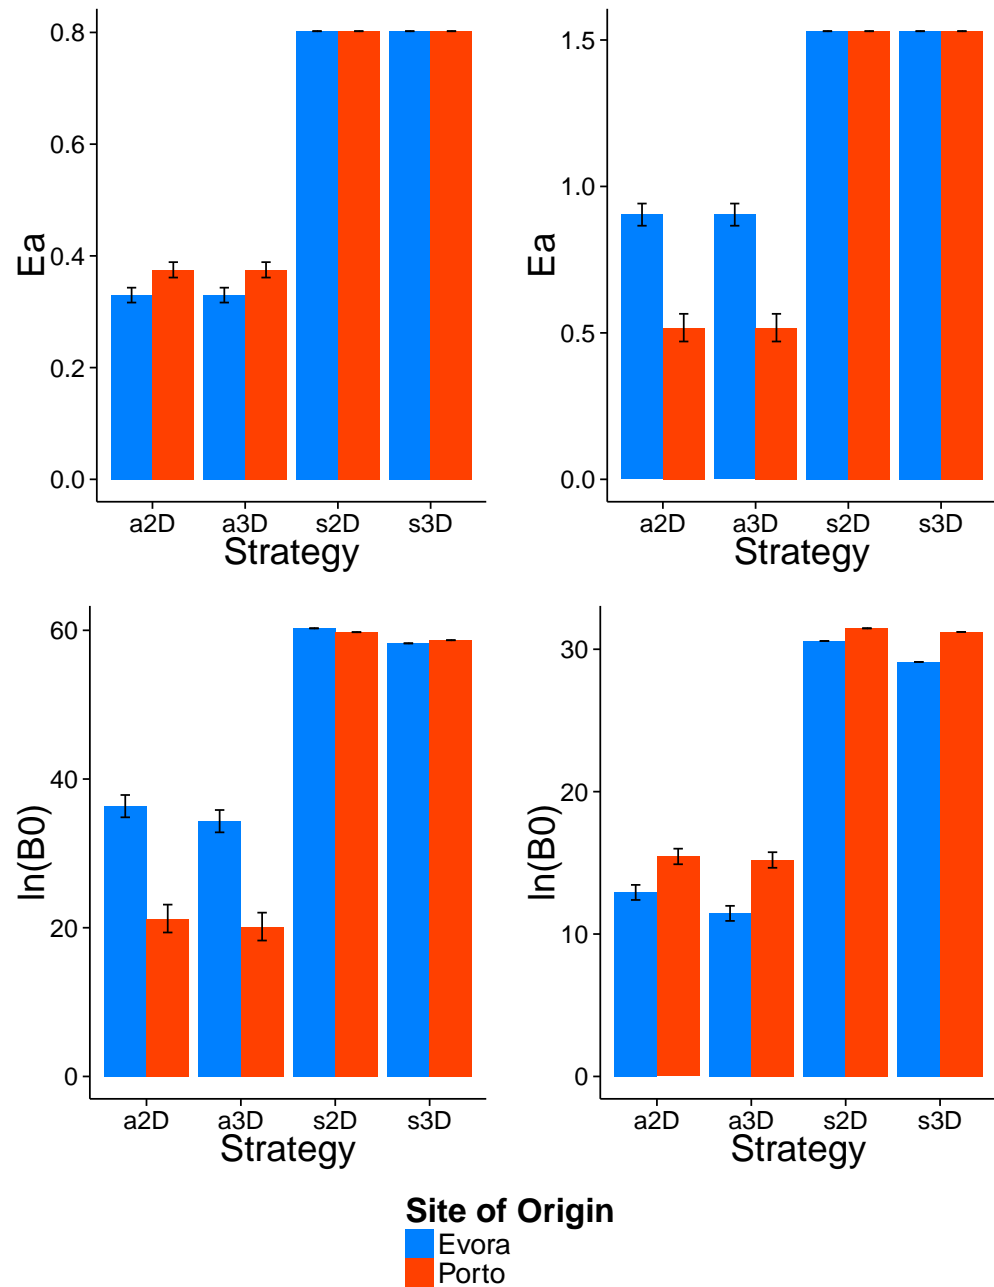 Ea
0.8
0.6
0.4
0.2
0.0
a2D a3D s2D s3D
Strategy
Ea
1.5
1.0
0.5
0.0
a2D a3D s2D s3D
Strategy
ln(B0)
60
40
20
0
a2D a3D s2D s3D
Strategy
ln(B0)
30
20
10
0
a2D a3D s2D s3D
Strategy
Site of Origin
Evora
Porto